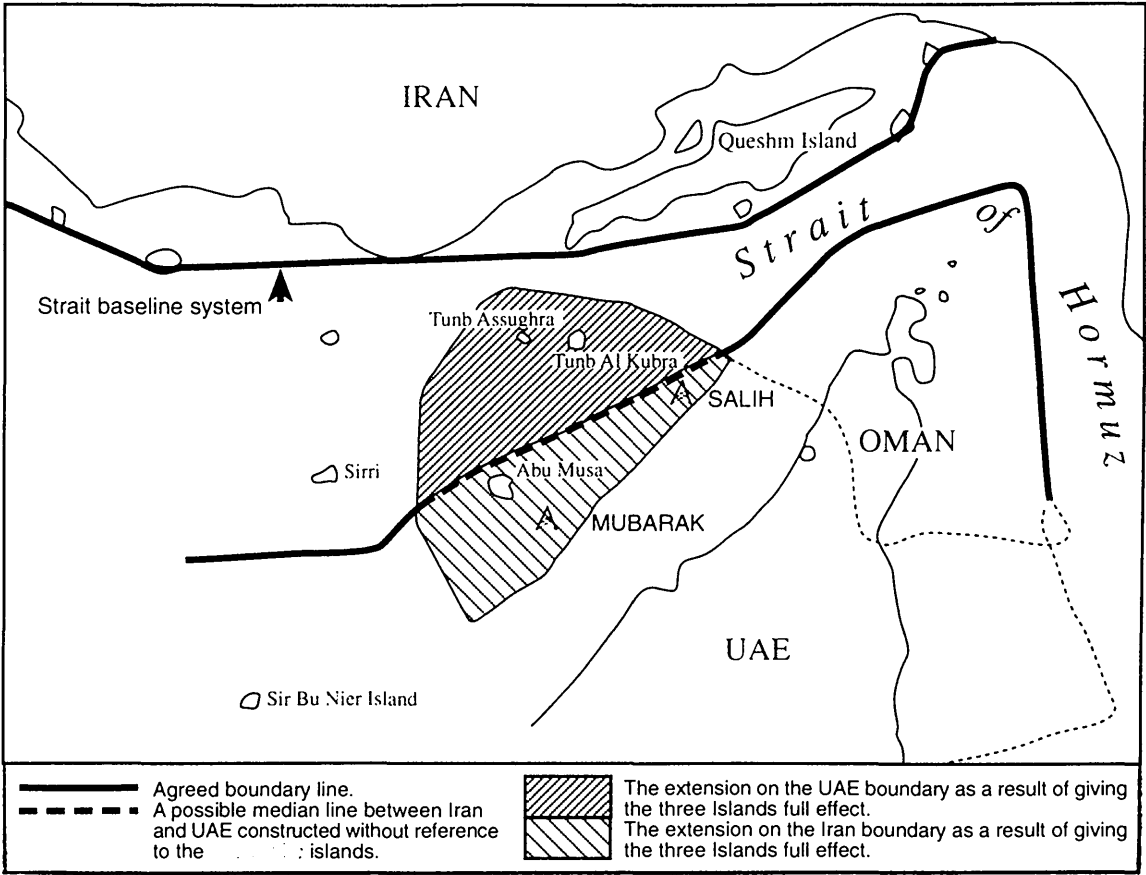 IRAN
Queshm Island
Strait of Hormuz
Strait baseline system
Tunb Assughra
Tunb Al Kubra
SALIH
OMAN
Sirri
Abu Musa
MUBARAK
UAE
Sir Bu Nier Island
Agreed boundary line.
A possible median line between Iran
and UAE constructed without reference
to the islands.
The extension on the UAE boundary as a result of giving
the three Islands full effect.
The extension on the Iran boundary as a result of giving
the three Islands full effect.